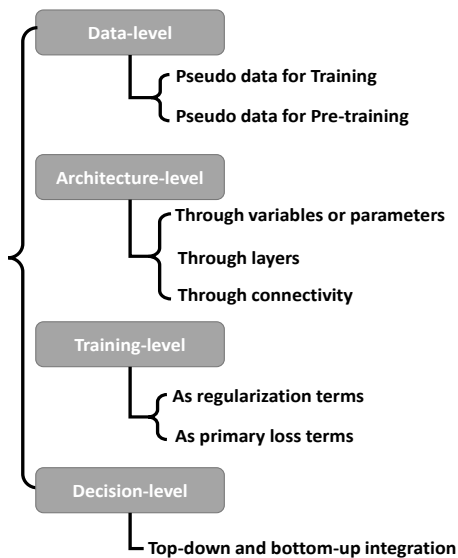 Data-level
Pseudo data for Training
Pseudo data for Pre-training
Architecture-level
Through variables or parameters
Through layers
Through connectivity
Training-level
As regularization terms
As primary loss terms
Decision-level
Top-down and bottom-up integration